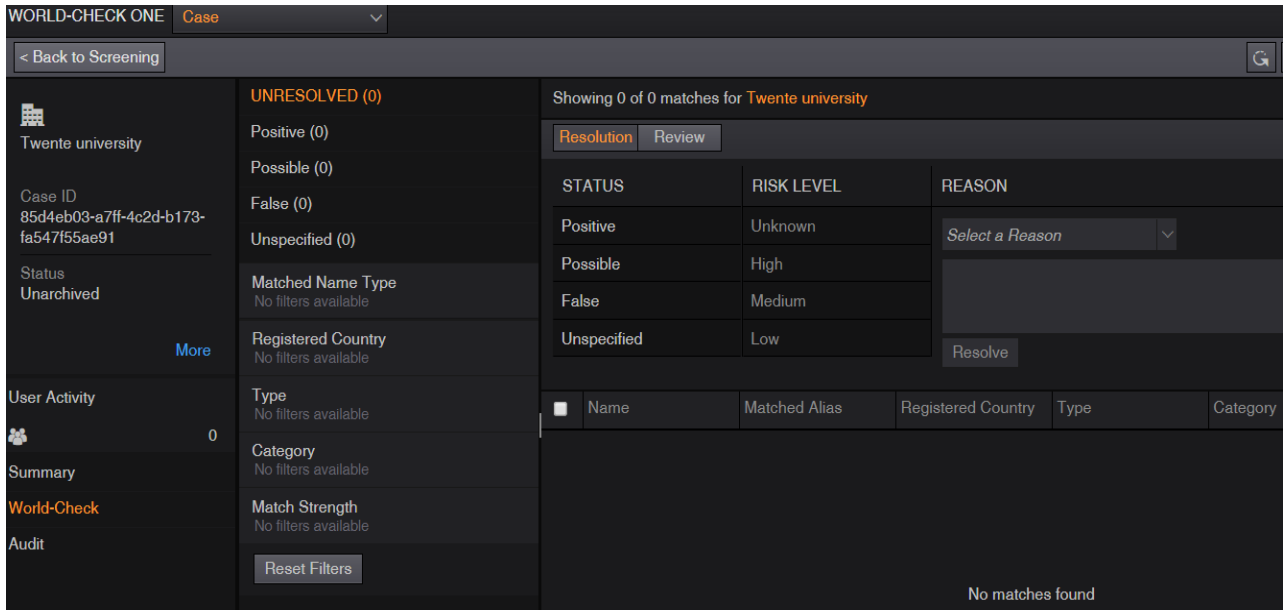 WORLD-CHECK ONE Case
< Back to Screening
Twente university
Case ID
85d4eb03-a7ff-4c2d-b173-
fa547f55ae91
Status
Unarchived
More
User Activity
0
Summary
World-Check
Audit
UNRESOLVED (0)
Positive (0)
Possible (0)
False (0)
Unspecified (0)
Matched Name Type
No filters available
Registered Country
No filters available
Type
No filters available
Category
No filters available
Match Strength
No filters available
Reset Filters
Showing 0 of 0 matches for Twente university
Resolution Review
STATUS RISK LEVEL REASON
Positive Unknown Select a Reason
Possible High
False Medium
Unspecified Low
Resolve
Name Matched Alias Registered Country Type Category
No matches found